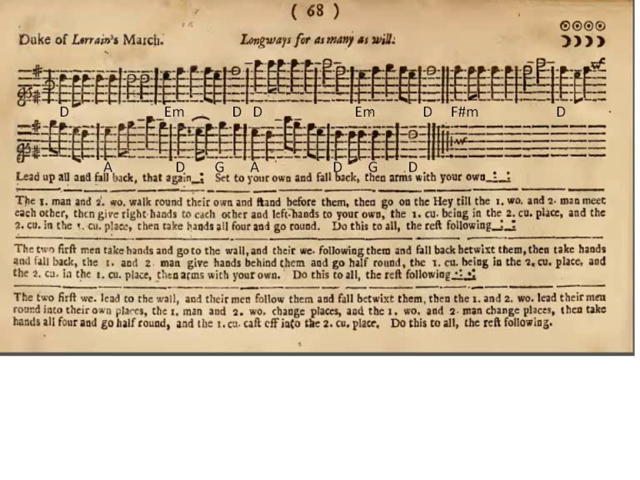 ( 68 )
Duke of Lorrain's March.
Longways for as many as will:
D Em D D Em D F#m D
A D G A D G D
Lead up all and fall back, that again Set to your own and fall back, then arms with your own
The 1. man and 2. wo. walk round their own and ſtand before them, then go on the Hey till the 1. wo. and 2. man meet
each other, then give right-hands to each other and left-hands to your own, the 1. cu. being in the 2. cu. place, and the
2. cu. in the 1. cu. place, then take hands all four and go round. Do this to all, the reſt following
The two firſt men take hands and go to the wall, and their we. following them and fall back betwixt them, then take hands
and fall back, the 1. and 2. man give hands behind them and go half round, the 1. cu. being in the 2. cu. place, and
the 2. cu. in the 1. cu. place, then arms with your own. Do this to all, the reſt following
The two firſt we. lead to the wall, and their men follow them and fall betwixt them, then the 1. and 2. wo. lead their men
round into their own places, the 1. man and 2. wo. change places, and the 1. wo. and 2. man change places, then take
hands all four and go half round, and the 1. cu. caſt off into the 2. cu. place. Do this to all, the reſt following.